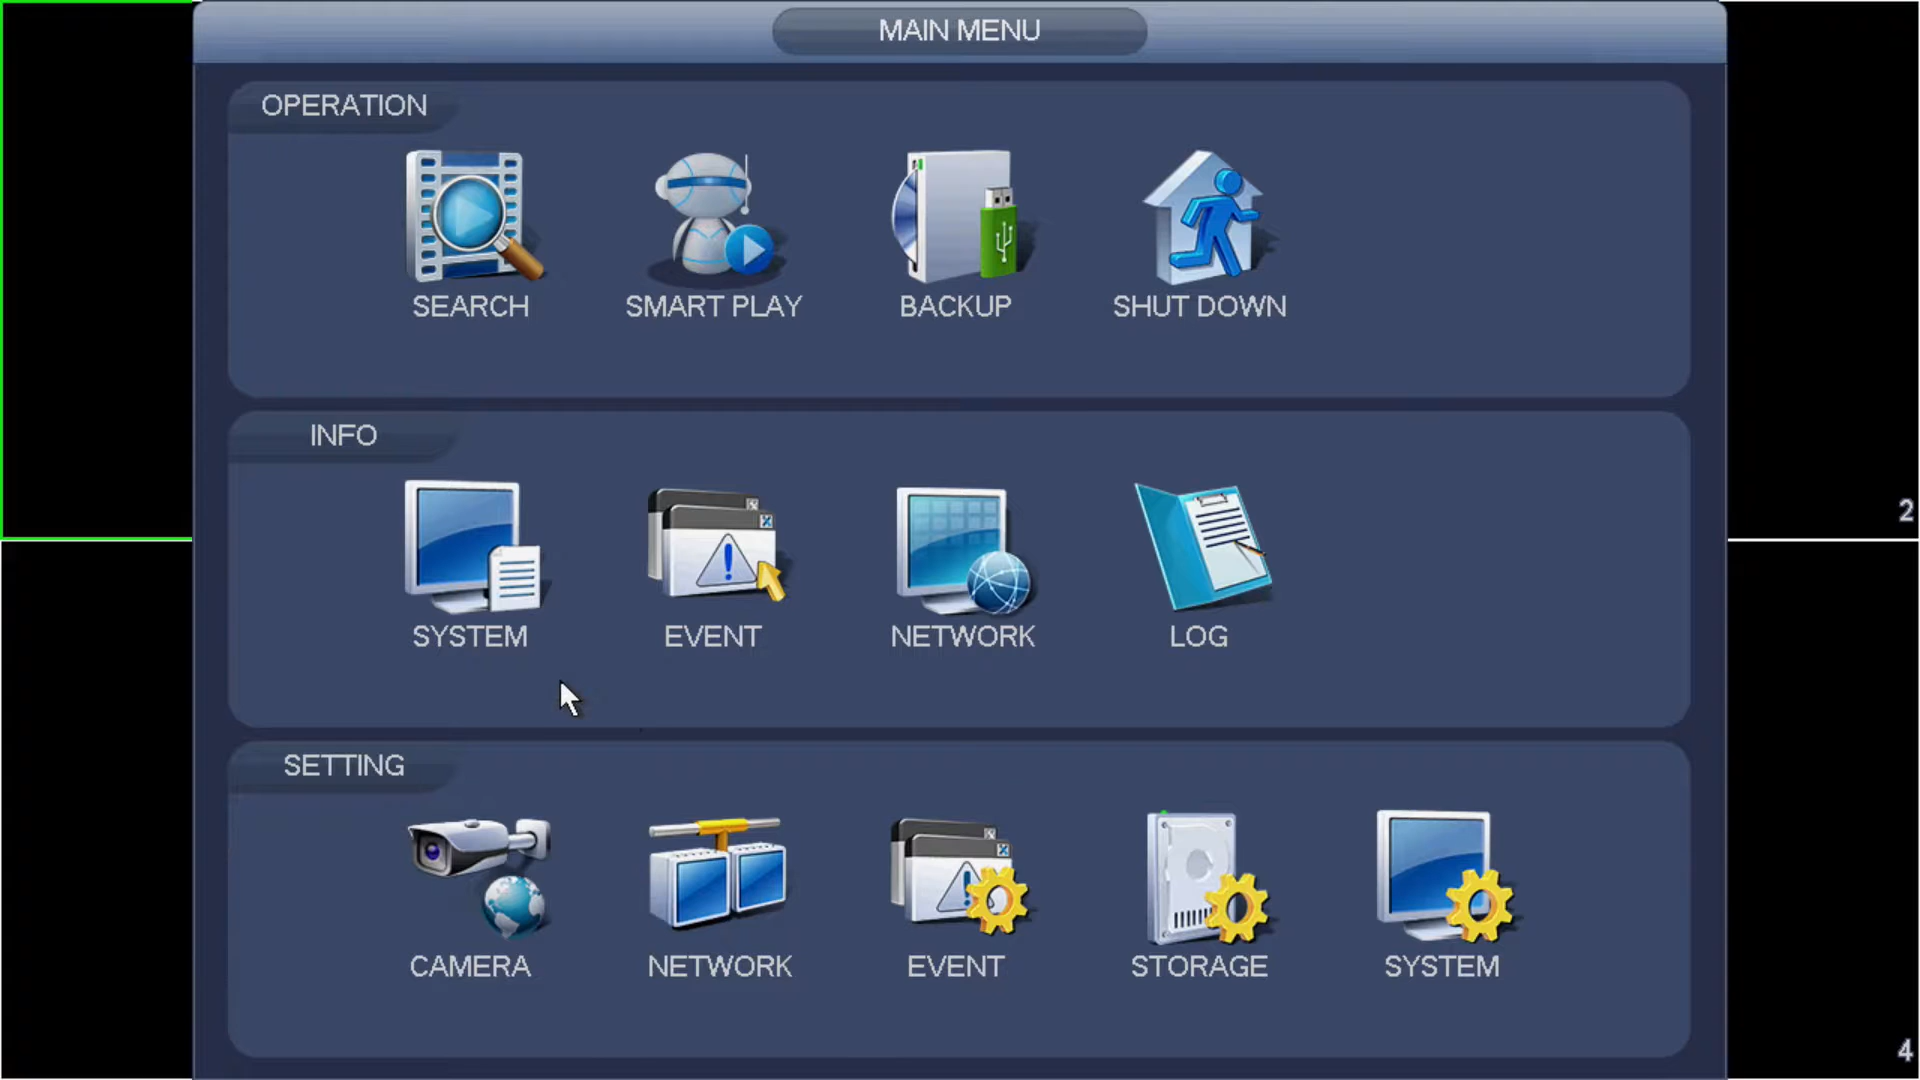 MAIN MENU
OPERATION
SEARCH
SMART PLAY
BACKUP
SHUT DOWN
INFO
SYSTEM
EVENT
NETWORK
LOG
2
SETTING
CAMERA
NETWORK
EVENT
STORAGE
SYSTEM
4